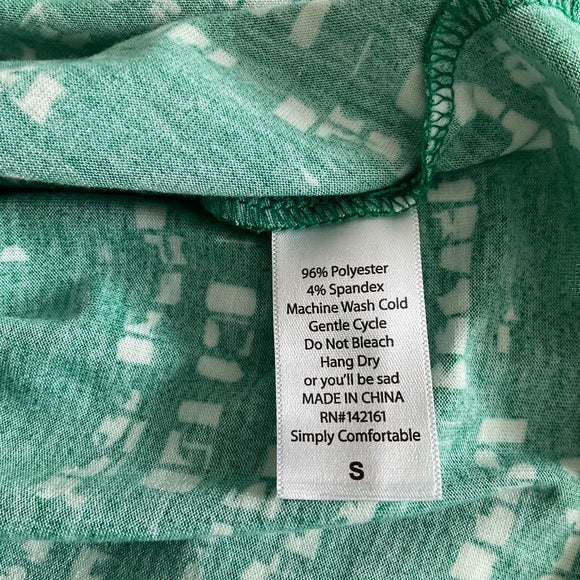 96% Polyester
4% Spandex
Machine Wash Cold
Gentle Cycle
Do Not Bleach
Hang Dry
or you'll be sad
MADE IN CHINA
RN#142161
Simply Comfortable
S